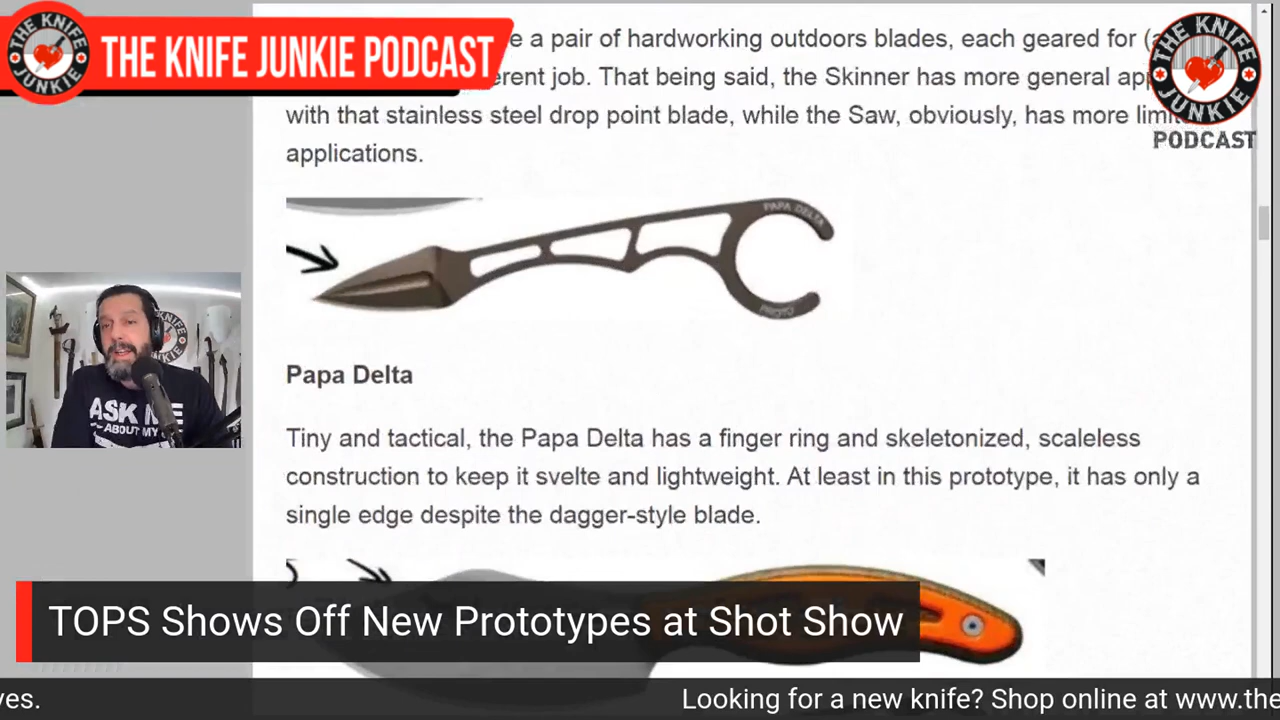 THE KNIFE JUNKIE PODCAST
THE KNIFE JUNKIE
PODCAST
THE KNIFE JUNKIE
e a pair of hardworking outdoors blades, each geared for
erent job. That being said, the Skinner has more general
with that stainless steel drop point blade, while the Saw, obviously, has more
applications.
PAPA DELTA
PROTO
KNIFE
JUNKIE
ASK ME
ABOUT MY
Papa Delta
Tiny and tactical, the Papa Delta has a finger ring and skeletonized, scaleless
construction to keep it svelte and lightweight. At least in this prototype, it has only a
single edge despite the dagger-style blade.
TOPS Shows Off New Prototypes at Shot Show
ves.
Looking for a new knife? Shop online at www.the